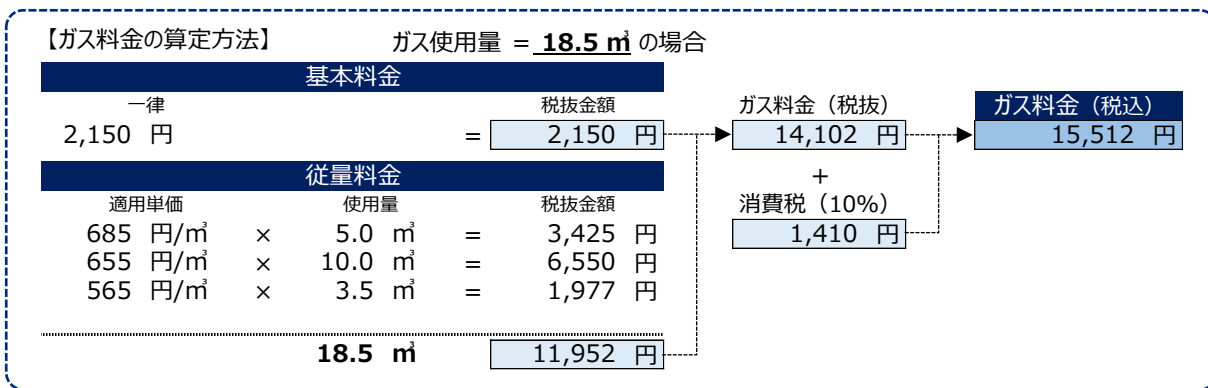 【ガス料金の算定方法】 ガス使用量 = 18.5 ㎥ の場合
基本料金
一律 税抜金額
2,150 円 = 2,150 円
従量料金
適用単価 使用量 税抜金額
685 円/㎥ × 5.0 ㎥ = 3,425 円
655 円/㎥ × 10.0 ㎥ = 6,550 円
565 円/㎥ × 3.5 ㎥ = 1,977 円
18.5 ㎥ 11,952 円
ガス料金（税抜）
14,102 円
+
消費税（10%）
1,410 円
ガス料金（税込）
15,512 円